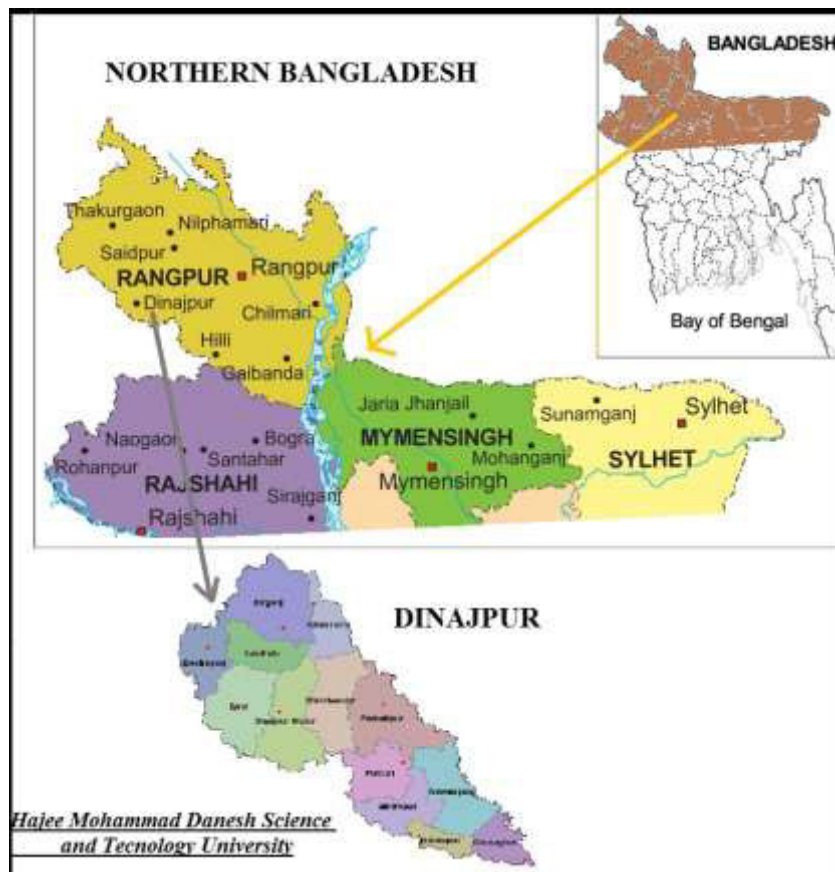 NORTHERN BANGLADESH
BANGLADESH
Bay of Bengal
Thakurgaon
Nilphamari
Saidpur
RANGPUR
Rangpur
Dinajpur
Chilmari
Hilli
Gaibanda
Jaria Jhanjail
Sunamganj
Sylhet
Naogaon
Bogra
MYMENSINGH
Rohanpur
Santahar
Mohanganj
SYLHET
RAJSHAHI
Sirajganj
Mymensingh
Rajshahi
DINAJPUR
Hajee Mohammad Danesh Science
and Tecnology University